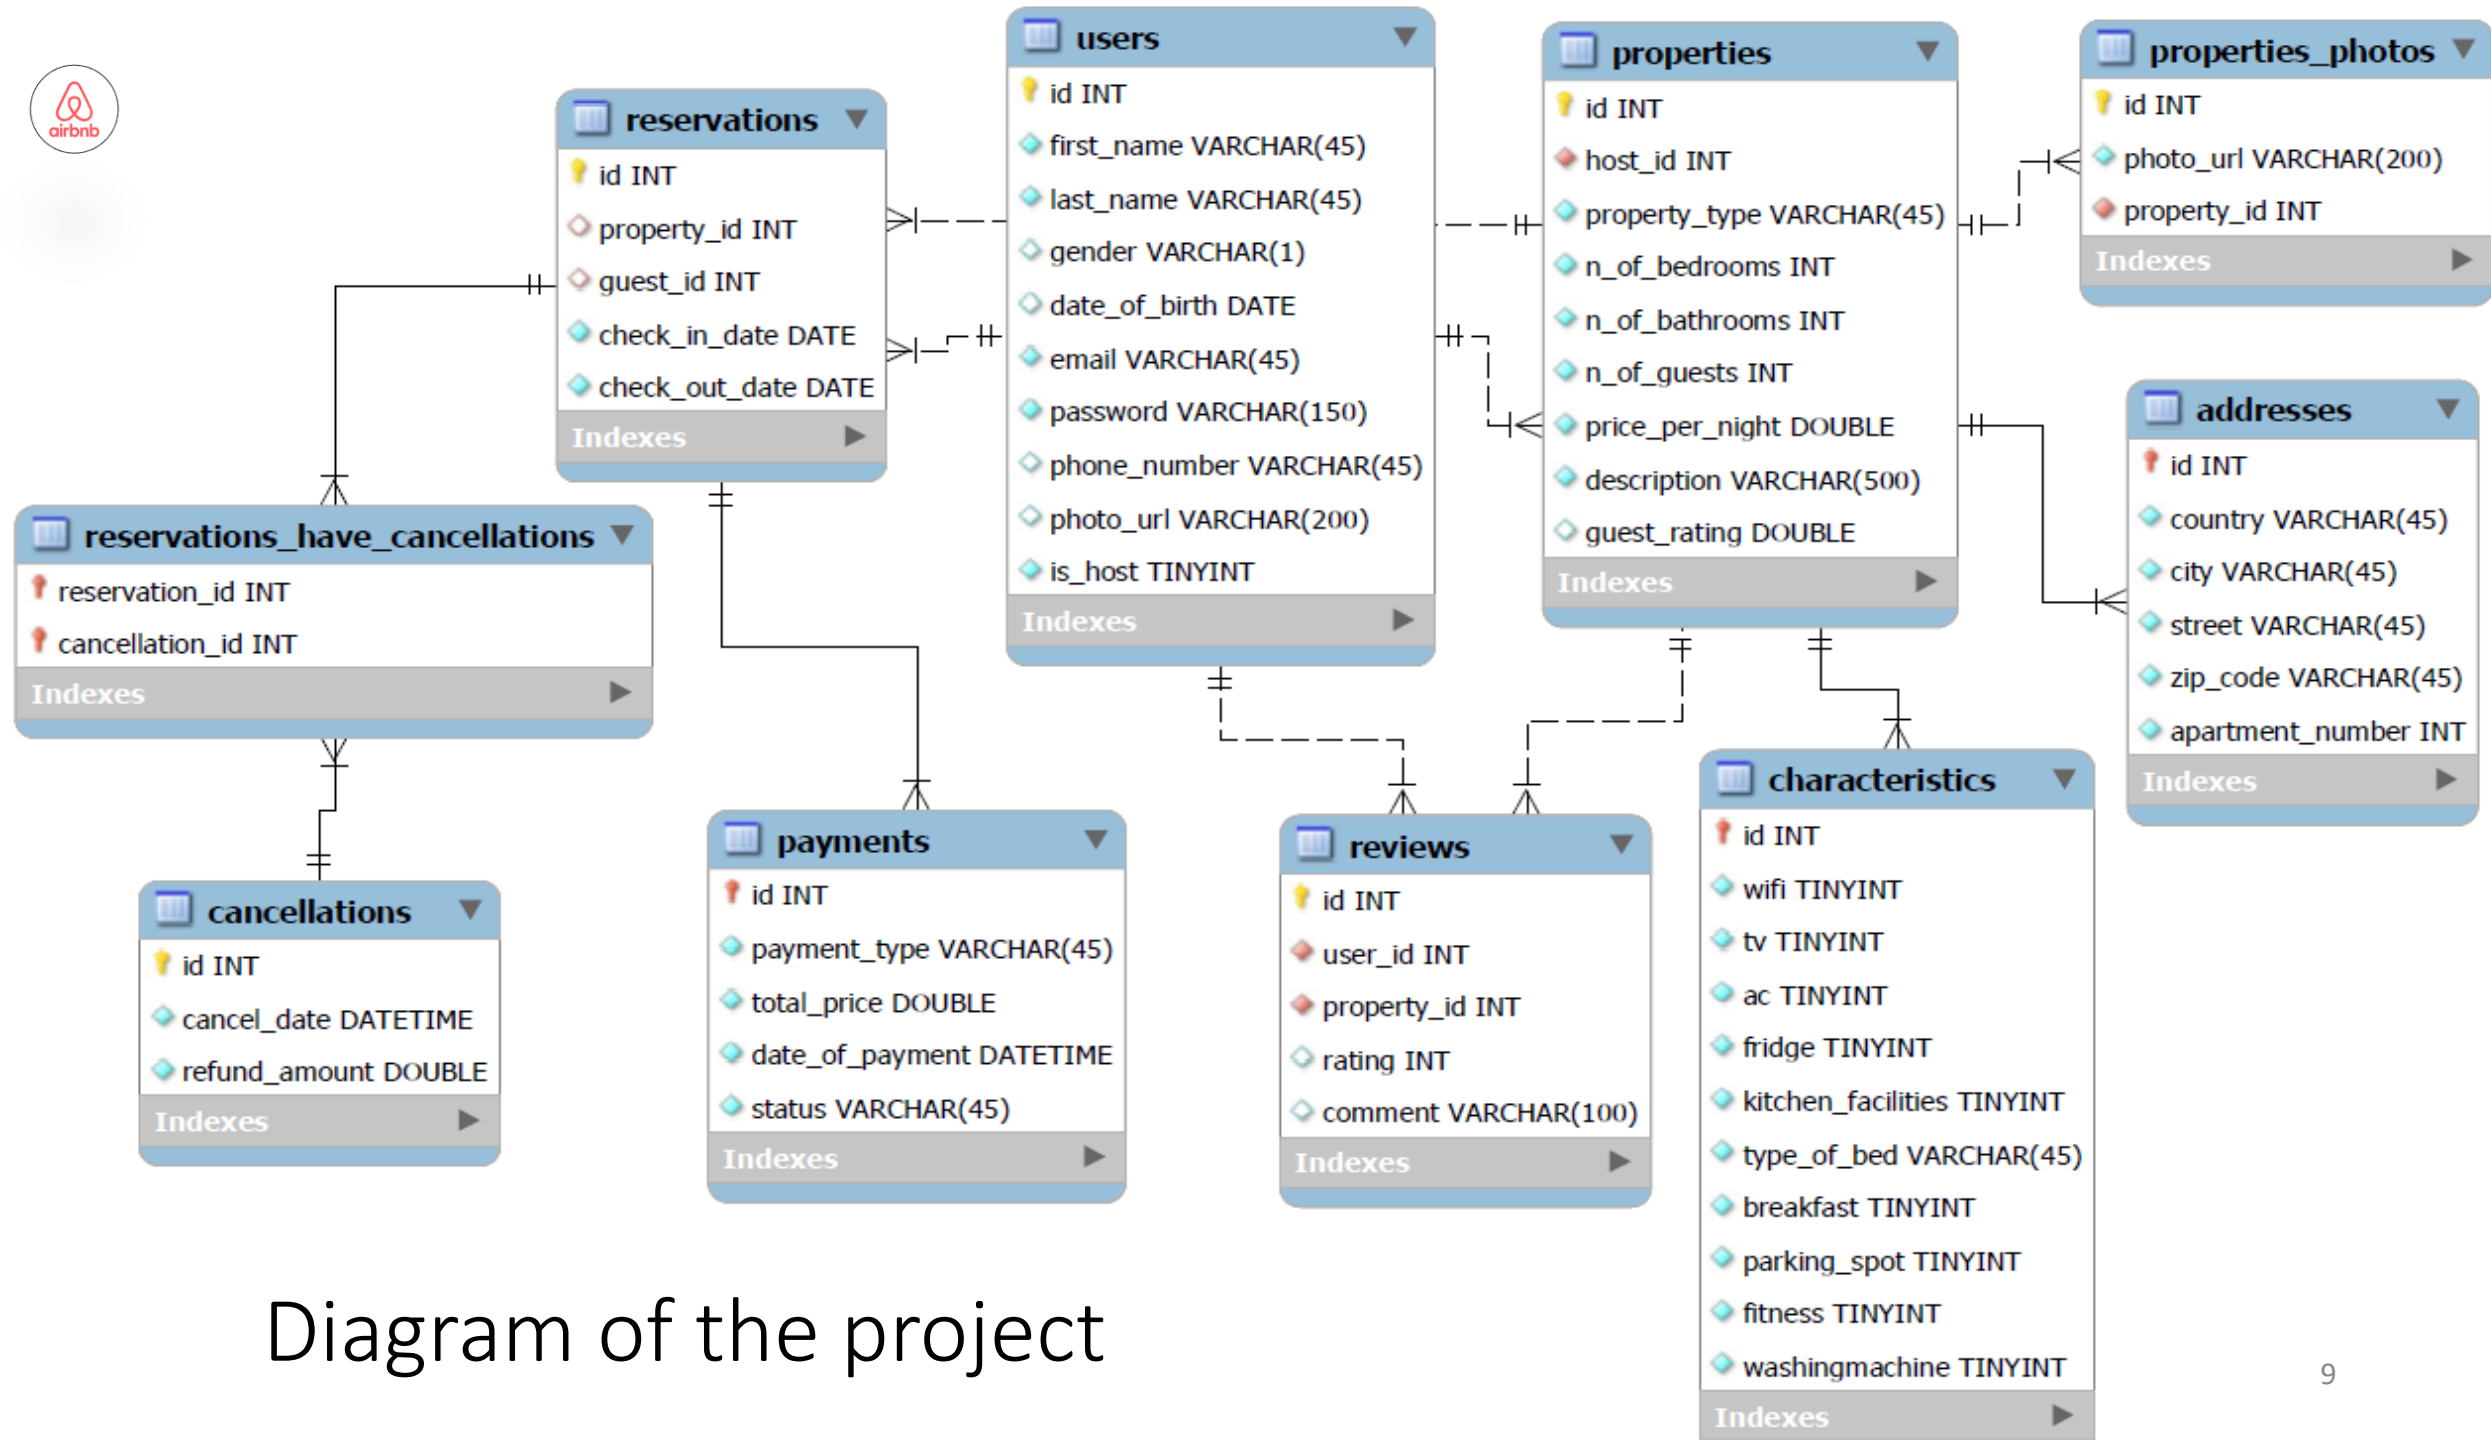 airbnb
reservations
id INT
property_id INT
guest_id INT
check_in_date DATE
check_out_date DATE
Indexes
users
id INT
first_name VARCHAR(45)
last_name VARCHAR(45)
gender VARCHAR(1)
date_of_birth DATE
email VARCHAR(45)
password VARCHAR(150)
phone_number VARCHAR(45)
photo_url VARCHAR(200)
is_host TINYINT
Indexes
properties
id INT
host_id INT
property_type VARCHAR(45)
n_of_bedrooms INT
n_of_bathrooms INT
n_of_guests INT
price_per_night DOUBLE
description VARCHAR(500)
guest_rating DOUBLE
Indexes
properties_photos
id INT
photo_url VARCHAR(200)
property_id INT
Indexes
addresses
id INT
country VARCHAR(45)
city VARCHAR(45)
street VARCHAR(45)
zip_code VARCHAR(45)
apartment_number INT
Indexes
reservations_have_cancellations
reservation_id INT
cancellation_id INT
Indexes
cancellations
id INT
cancel_date DATETIME
refund_amount DOUBLE
Indexes
payments
id INT
payment_type VARCHAR(45)
total_price DOUBLE
date_of_payment DATETIME
status VARCHAR(45)
Indexes
reviews
id INT
user_id INT
property_id INT
rating INT
comment VARCHAR(100)
Indexes
characteristics
id INT
wifi TINYINT
tv TINYINT
ac TINYINT
fridge TINYINT
kitchen_facilities TINYINT
type_of_bed VARCHAR(45)
breakfast TINYINT
parking_spot TINYINT
fitness TINYINT
washingmachine TINYINT
Indexes
Diagram of the project
9